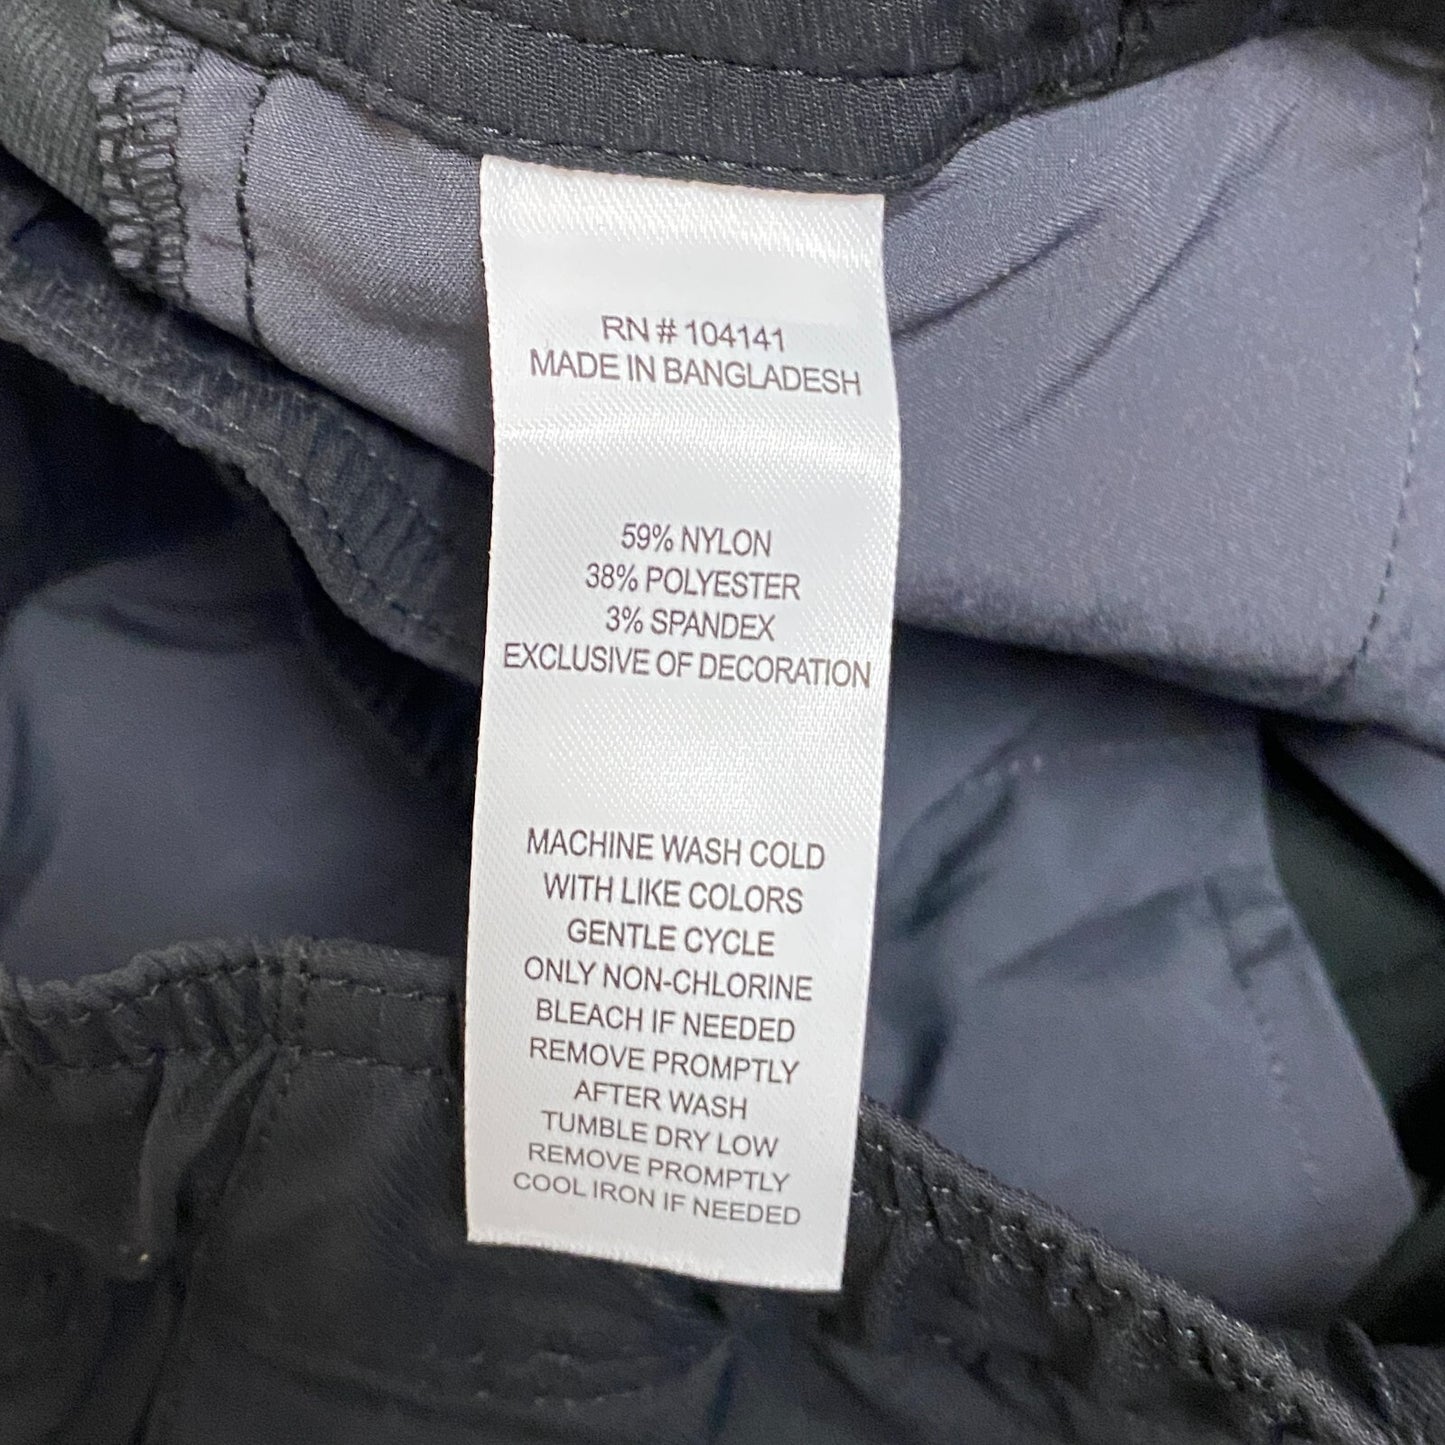 RN # 104141
MADE IN BANGLADESH
59% NYLON
38% POLYESTER
3% SPANDEX
EXCLUSIVE OF DECORATION
MACHINE WASH COLD
WITH LIKE COLORS
GENTLE CYCLE
ONLY NON-CHLORINE
BLEACH IF NEEDED
REMOVE PROMPTLY
AFTER WASH
TUMBLE DRY LOW
REMOVE PROMPTLY
COOL IRON IF NEEDED